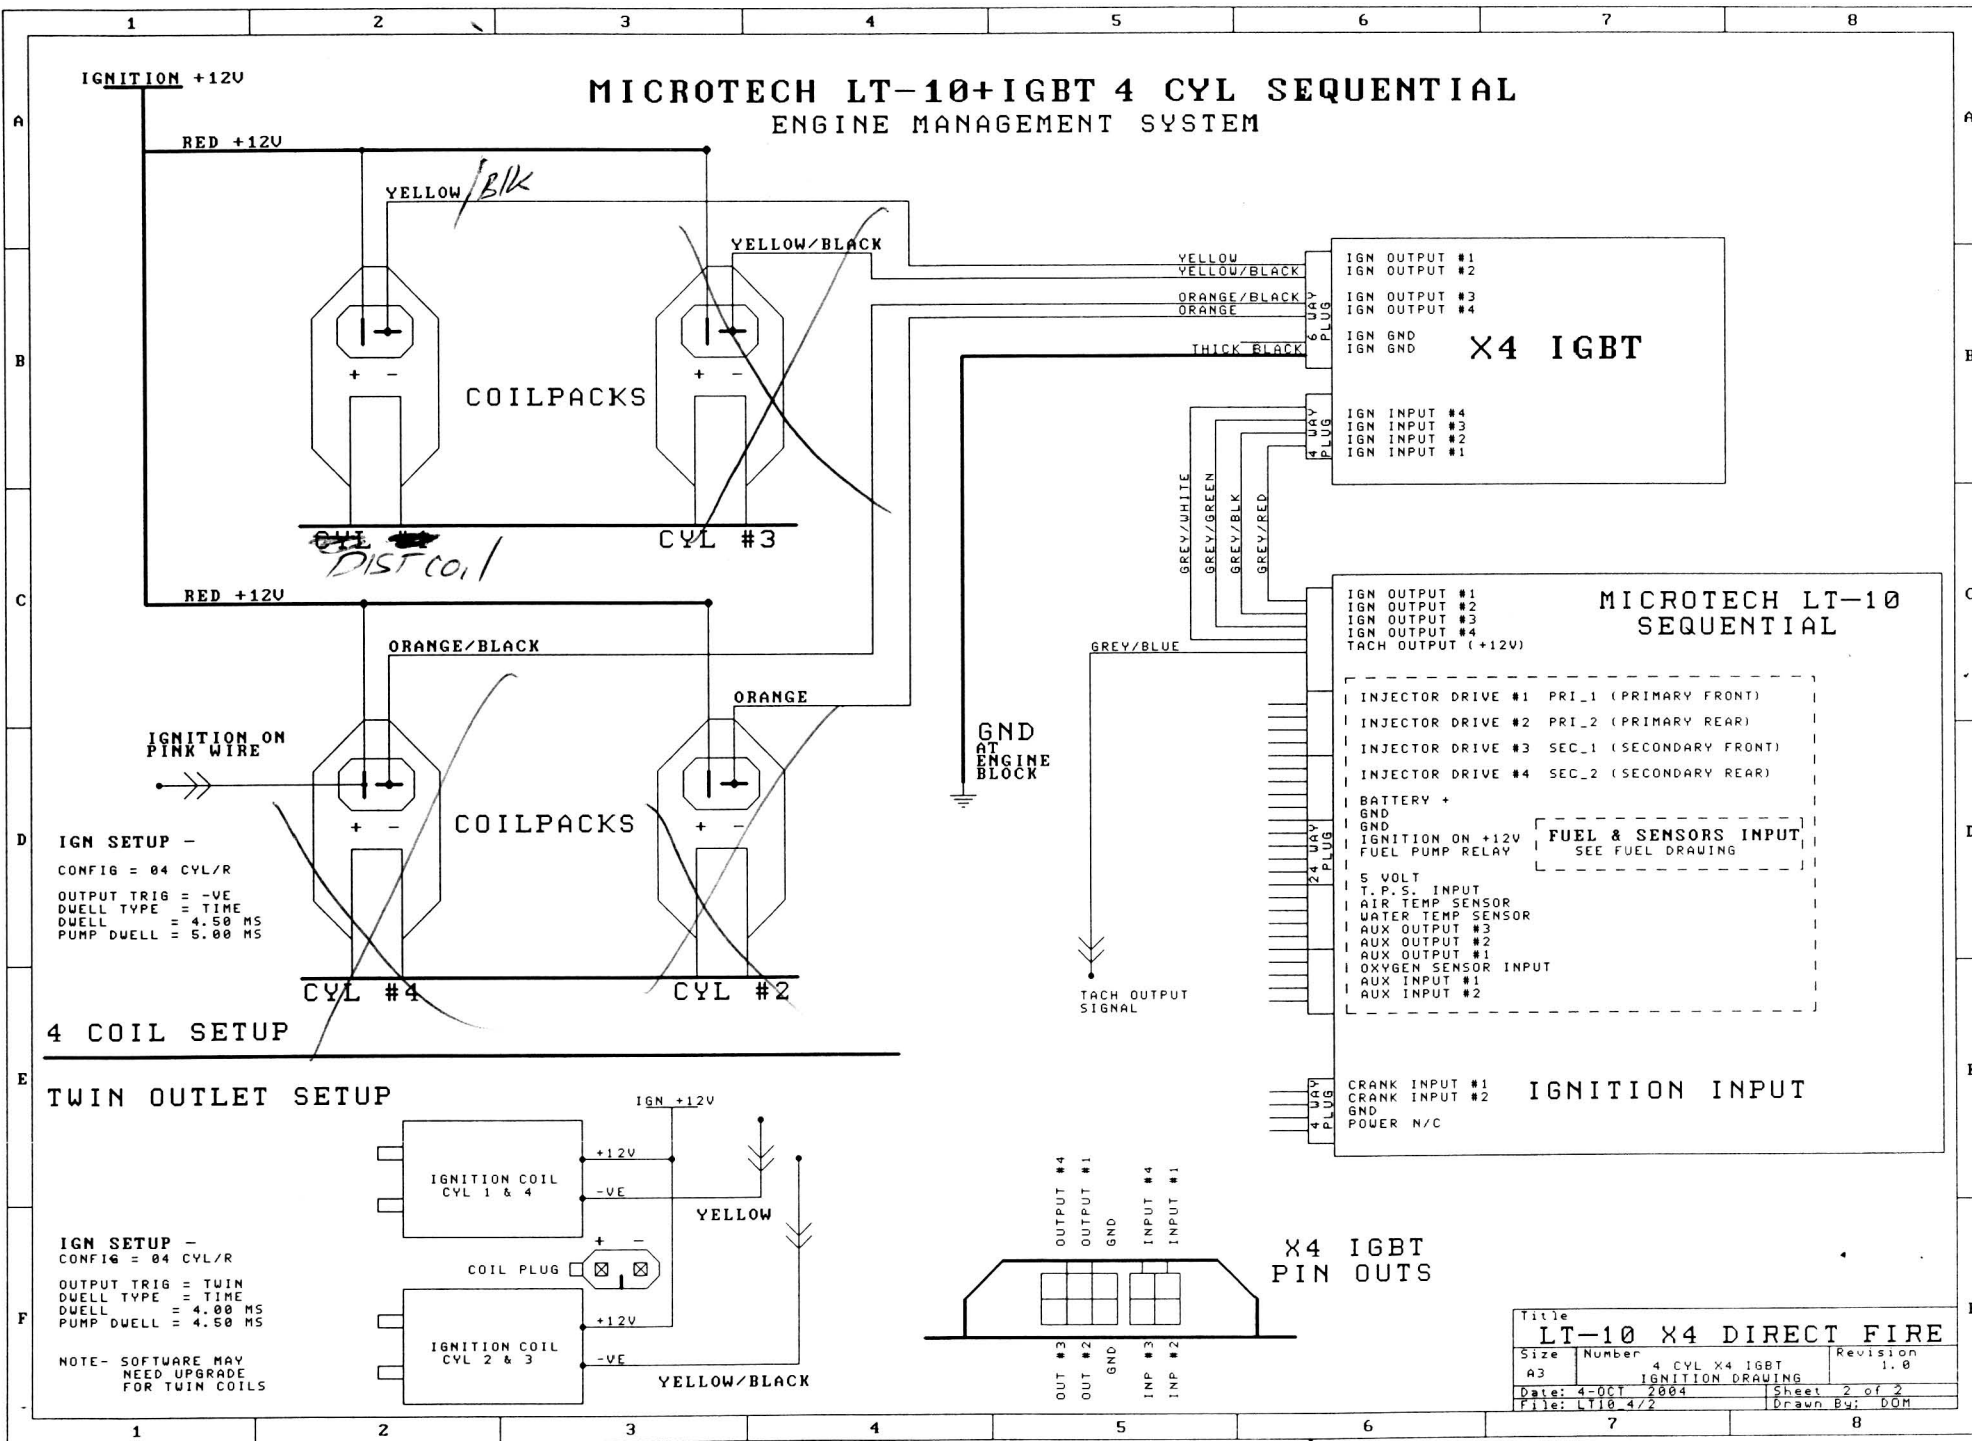 1 2 3 4 5 6 7 8
IGNITION +12V
MICROTECH LT-10+IGBT 4 CYL SEQUENTIAL
ENGINE MANAGEMENT SYSTEM
A
A
RED +12V
YELLOW /Blk
YELLOW/BLACK
YELLOW
YELLOW/BLACK
ORANGE/BLACK
ORANGE
THICK BLACK
6 WAY PLUG
IGN OUTPUT #1
IGN OUTPUT #2
IGN OUTPUT #3
IGN OUTPUT #4
IGN GND
IGN GND
X4 IGBT
B
+ -
+ -
COILPACKS
4 WAY PLUG
IGN INPUT #4
IGN INPUT #3
IGN INPUT #2
IGN INPUT #1
GREY/WHITE
GREY/GREEN
GREY/BLK
GREY/RED
CYL #1
CYL #3
DIST COIL
C
RED +12V
ORANGE/BLACK
ORANGE
GREY/BLUE
IGN OUTPUT #1
IGN OUTPUT #2
IGN OUTPUT #3
IGN OUTPUT #4
TACH OUTPUT (+12V)
MICROTECH LT-10
SEQUENTIAL
INJECTOR DRIVE #1 PRI_1 (PRIMARY FRONT)
INJECTOR DRIVE #2 PRI_2 (PRIMARY REAR)
INJECTOR DRIVE #3 SEC_1 (SECONDARY FRONT)
INJECTOR DRIVE #4 SEC_2 (SECONDARY REAR)
BATTERY +
GND
GND
IGNITION ON +12V
FUEL PUMP RELAY
FUEL & SENSORS INPUT
SEE FUEL DRAWING
24 WAY PLUG
5 VOLT
T.P.S. INPUT
AIR TEMP SENSOR
WATER TEMP SENSOR
AUX OUTPUT #3
AUX OUTPUT #2
AUX OUTPUT #1
OXYGEN SENSOR INPUT
AUX INPUT #1
AUX INPUT #2
IGNITION ON
PINK WIRE
GND
AT
ENGINE
BLOCK
D
+ -
+ -
COILPACKS
IGN SETUP -
CONFIG = 04 CYL/R
OUTPUT TRIG = -VE
DWELL TYPE = TIME
DWELL = 4.50 MS
PUMP DWELL = 5.00 MS
CYL #4
CYL #2
TACH OUTPUT
SIGNAL
4 COIL SETUP
E
TWIN OUTLET SETUP
IGN +12V
IGNITION COIL
CYL 1 & 4
+12V
-VE
YELLOW
4 WAY PLUG
CRANK INPUT #1
CRANK INPUT #2
GND
POWER N/C
IGNITION INPUT
IGN SETUP -
CONFIG = 04 CYL/R
OUTPUT TRIG = TWIN
DWELL TYPE = TIME
DWELL = 4.00 MS
PUMP DWELL = 4.50 MS
NOTE- SOFTWARE MAY
NEED UPGRADE
FOR TWIN COILS
COIL PLUG
+ -
IGNITION COIL
CYL 2 & 3
+12V
-VE
YELLOW/BLACK
F
OUTPUT #4
OUTPUT #1
GND
INPUT #4
INPUT #1
OUT #3
OUT #2
GND
INP #3
INP #2
X4 IGBT
PIN OUTS
Title
LT-10 X4 DIRECT FIRE
Size
A3
Number
4 CYL X4 IGBT
IGNITION DRAWING
Revision
1.0
Date: 4-OCT 2004
Sheet 2 of 2
File: LT10_4/2
Drawn By: DOM
1 2 3 4 5 6 7 8